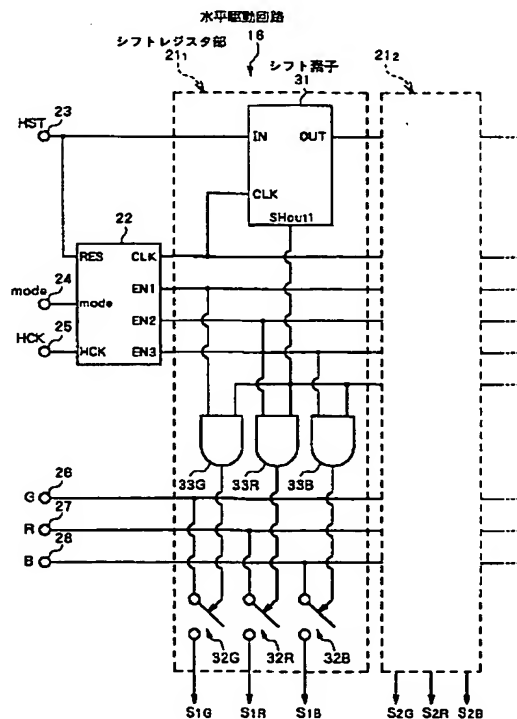 水平駆動回路
16
シフトレジスタ部
21₁
シフト素子
31
21₂
23
HST
IN OUT
CLK
SHout1
22
RES CLK
24
mode
mode
EN1
EN2
25
HCK
HCK
EN3
33G 33R 33B
26
G
27
R
28
B
32G 32R 32B
S1G S1R S1B S2G S2R S2B